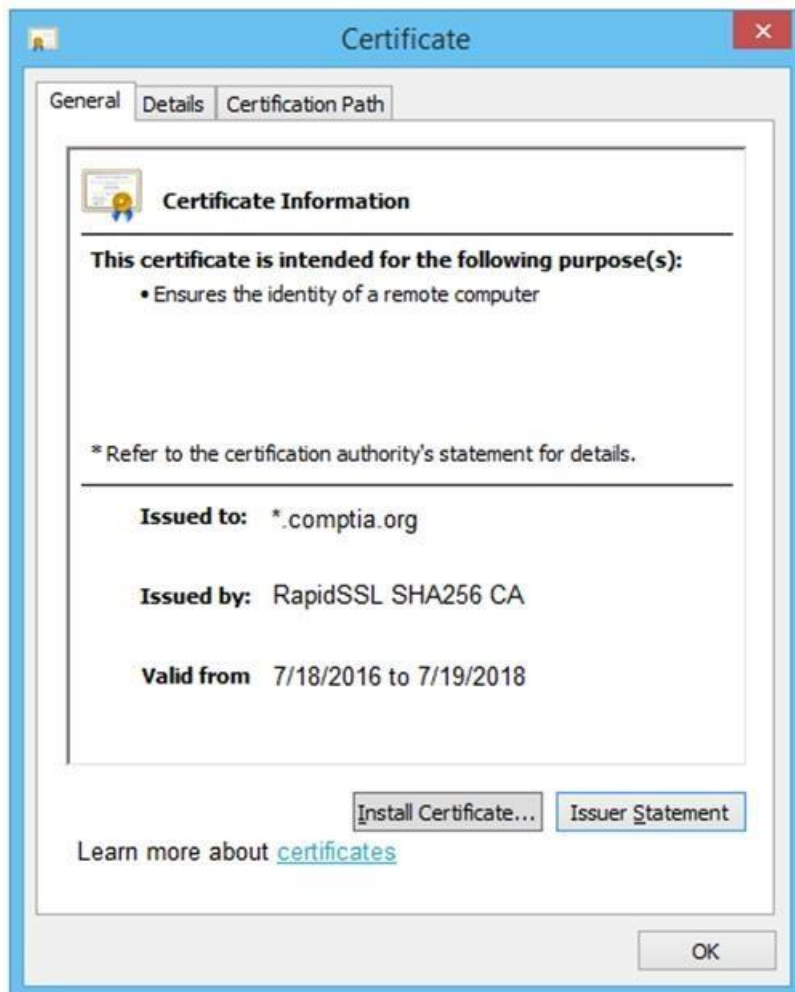 Certificate
×
General Details Certification Path
Certificate Information
This certificate is intended for the following purpose(s):
• Ensures the identity of a remote computer
* Refer to the certification authority's statement for details.
Issued to: *.comptia.org
Issued by: RapidSSL SHA256 CA
Valid from 7/18/2016 to 7/19/2018
Install Certificate... Issuer Statement
Learn more about certificates
OK